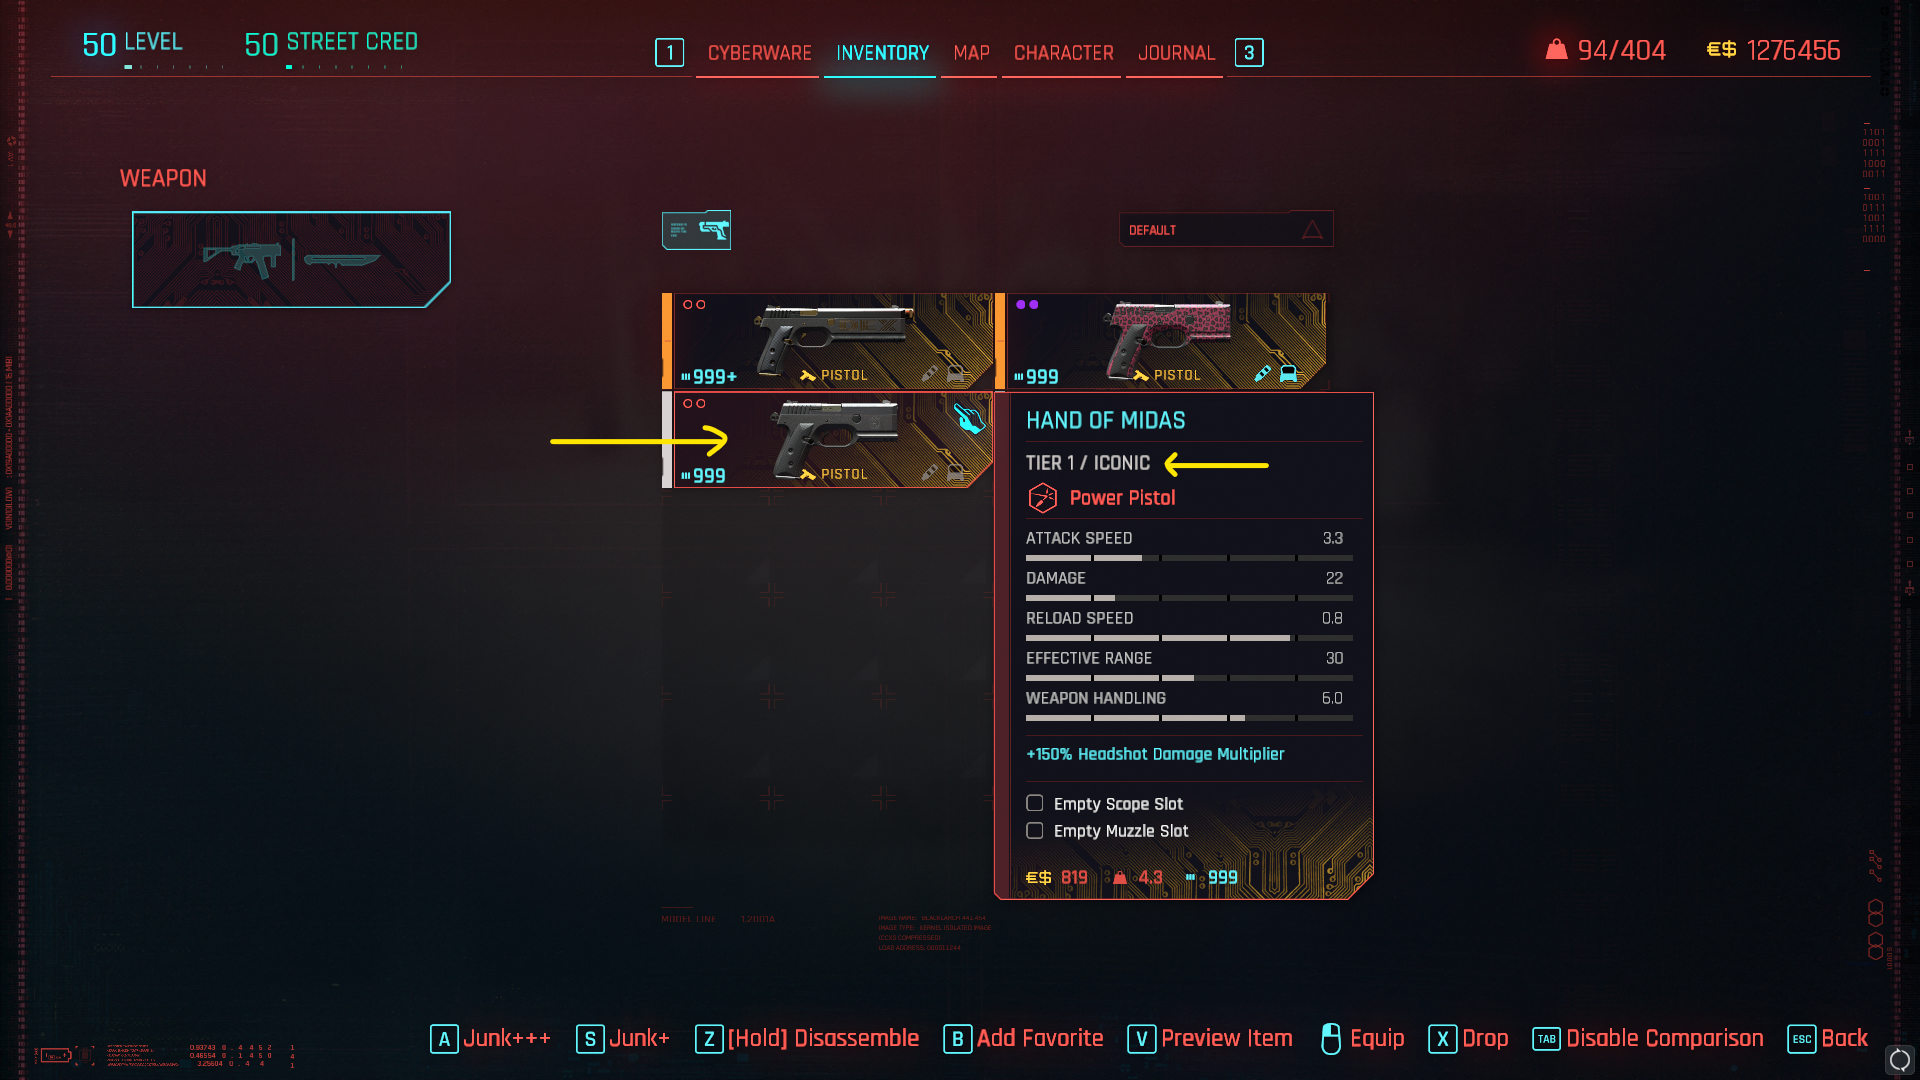 50 LEVEL
50 STREET CRED
1 CYBERWARE INVENTORY MAP CHARACTER JOURNAL 3
94/404
€$ 1276456
WEAPON
DEFAULT
999+ PISTOL
999 PISTOL
999 PISTOL
HAND OF MIDAS
TIER 1 / ICONIC
Power Pistol
ATTACK SPEED 3.3
DAMAGE 22
RELOAD SPEED 0.8
EFFECTIVE RANGE 30
WEAPON HANDLING 6.0
+150% Headshot Damage Multiplier
Empty Scope Slot
Empty Muzzle Slot
€$ 819 4.3 999
MODEL LINE 1.2001A
A Junk+++ S Junk+ Z [Hold] Disassemble B Add Favorite V Preview Item Equip X Drop TAB Disable Comparison ESC Back